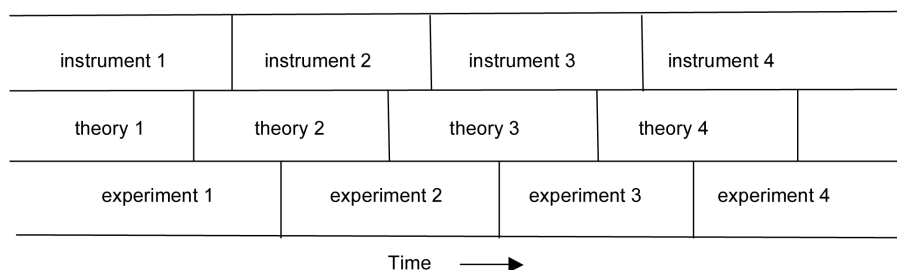 instrument 1 instrument 2 instrument 3 instrument 4
theory 1 theory 2 theory 3 theory 4
experiment 1 experiment 2 experiment 3 experiment 4
Time